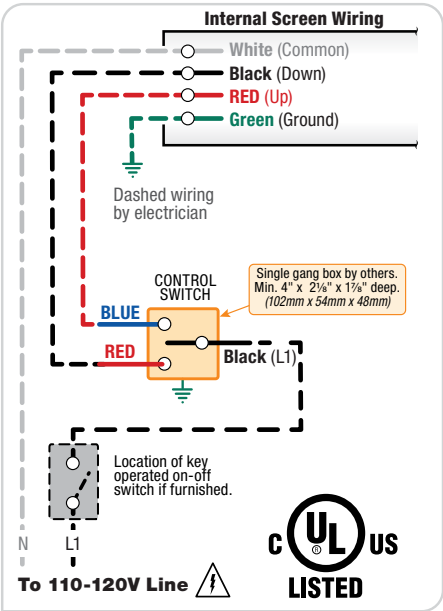 Internal Screen Wiring
White (Common)
Black (Down)
RED (Up)
Green (Ground)
Dashed wiring
by electrician
Single gang box by others.
Min. 4" x 2⅛" x 1⅞" deep.
(102mm x 54mm x 48mm)
CONTROL
SWITCH
BLUE
RED
Black (L1)
Location of key
operated on-off
switch if furnished.
N L1
To 110-120V Line
C UL US
®
LISTED